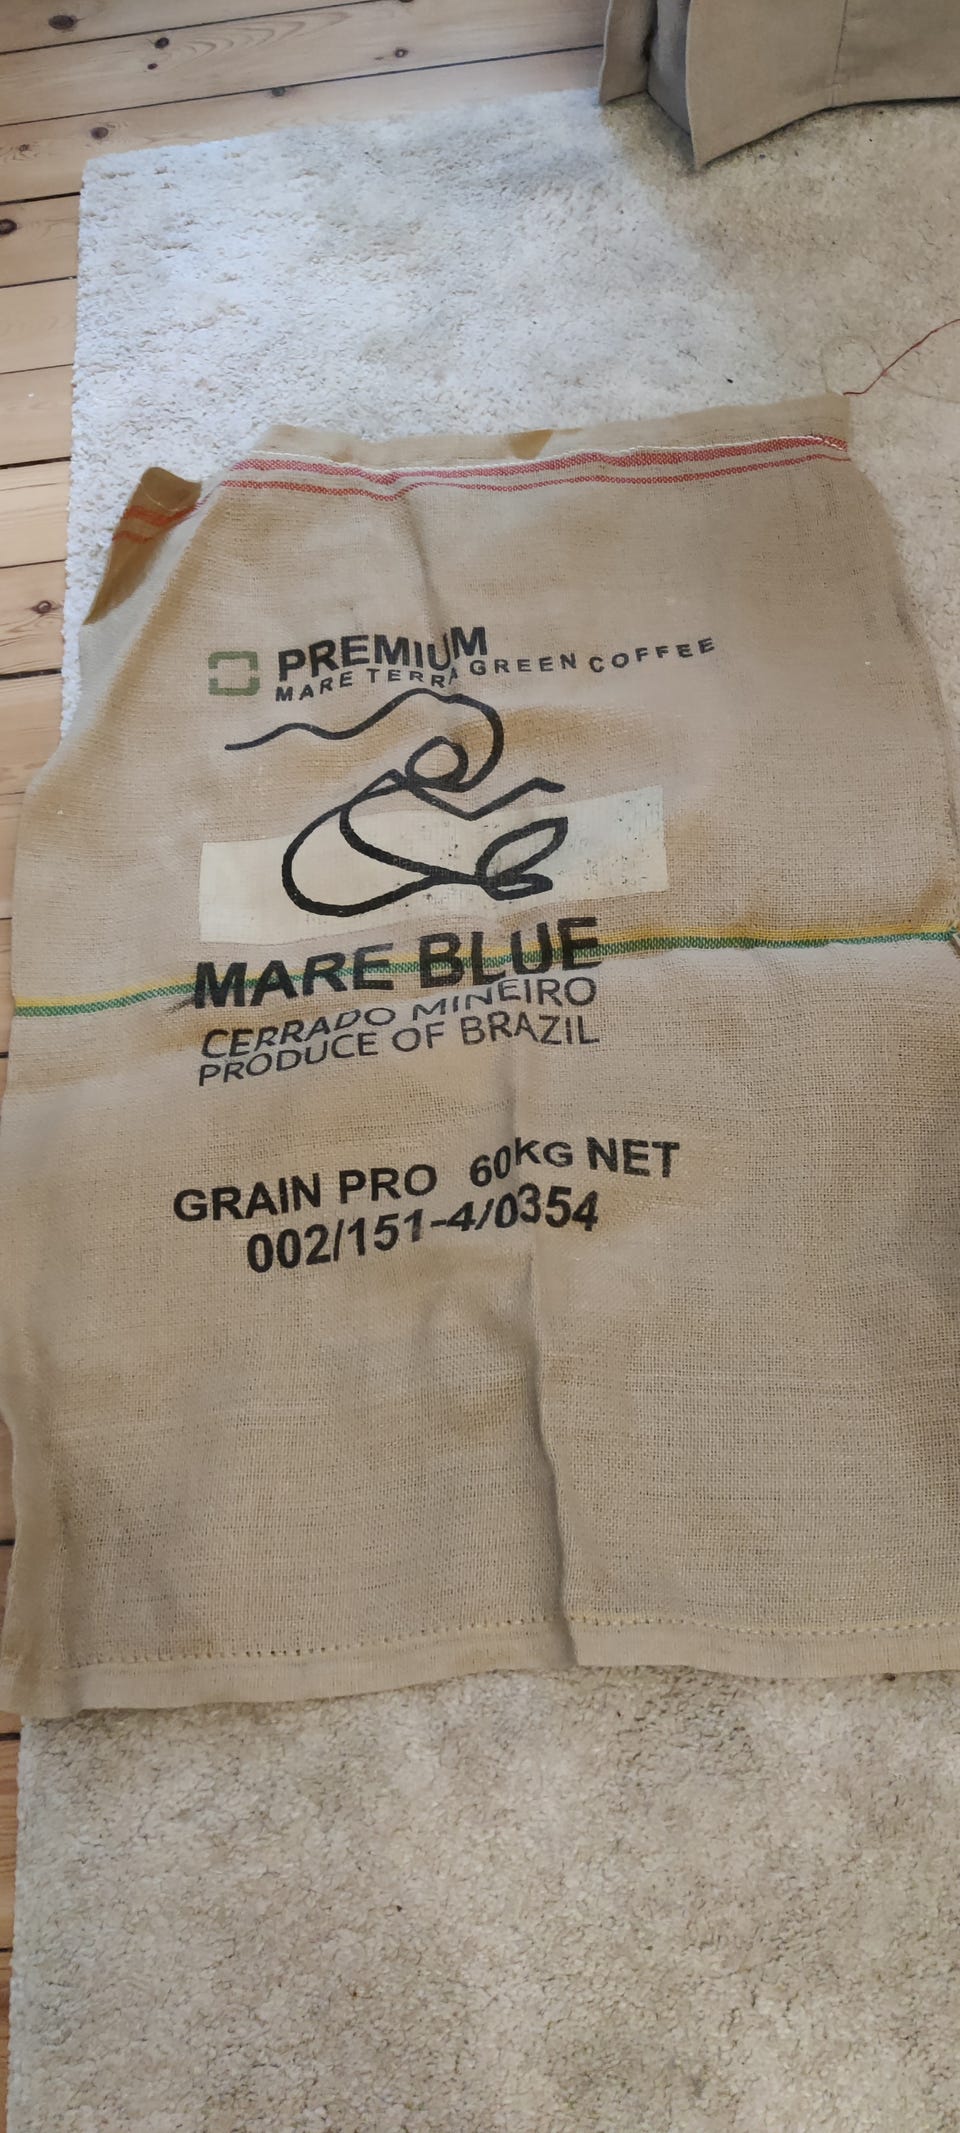 PREMIUM
MARE TERRA GREEN COFFEE
MARE BLUE
CERRADO MINEIRO
PRODUCE OF BRAZIL
GRAIN PRO 60KG NET
002/151-4/0354